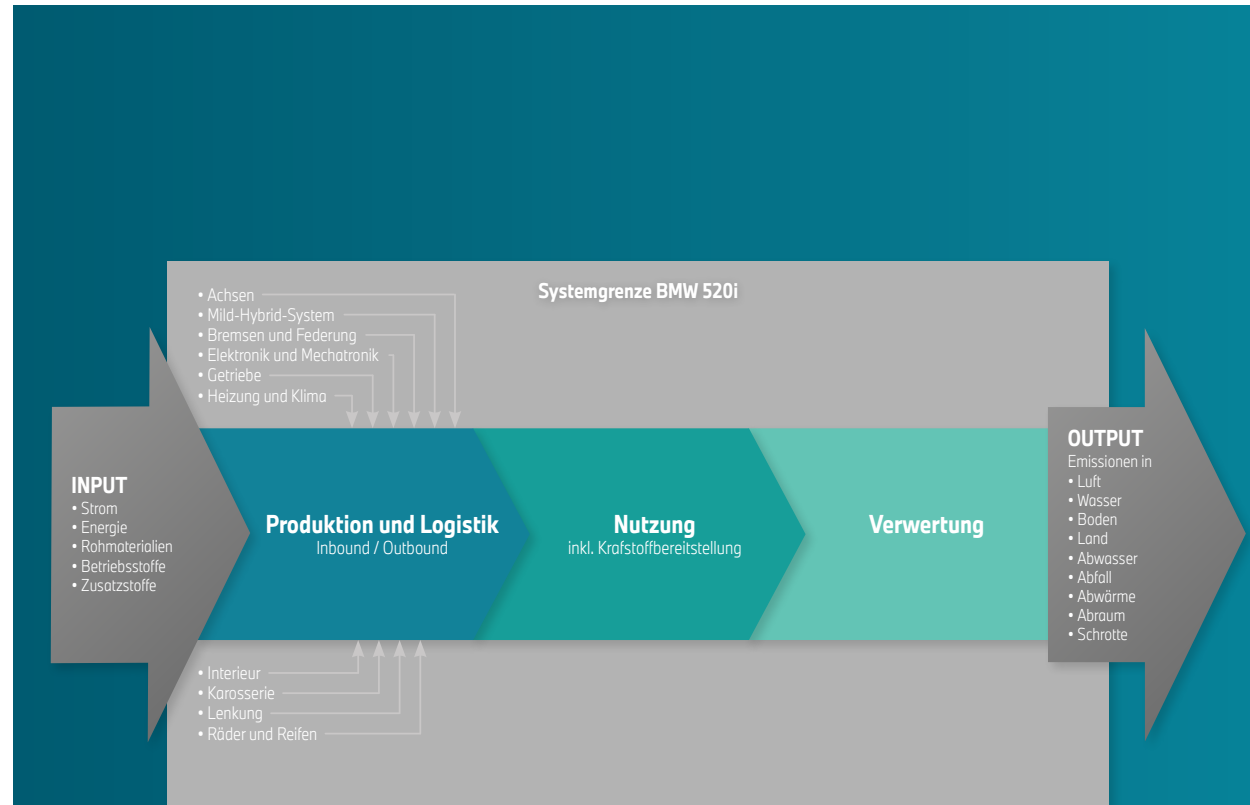 Systemgrenze BMW 520i
• Achsen
• Mild-Hybrid-System
• Bremsen und Federung
• Elektronik und Mechatronik
• Getriebe
• Heizung und Klima
INPUT
• Strom
• Energie
• Rohmaterialien
• Betriebsstoffe
• Zusatzstoffe
Produktion und Logistik
Inbound / Outbound
Nutzung
inkl. Krafstoffbereitstellung
Verwertung
OUTPUT
Emissionen in
• Luft
• Wasser
• Boden
• Land
• Abwasser
• Abfall
• Abwärme
• Abraum
• Schrotte
• Interieur
• Karosserie
• Lenkung
• Räder und Reifen